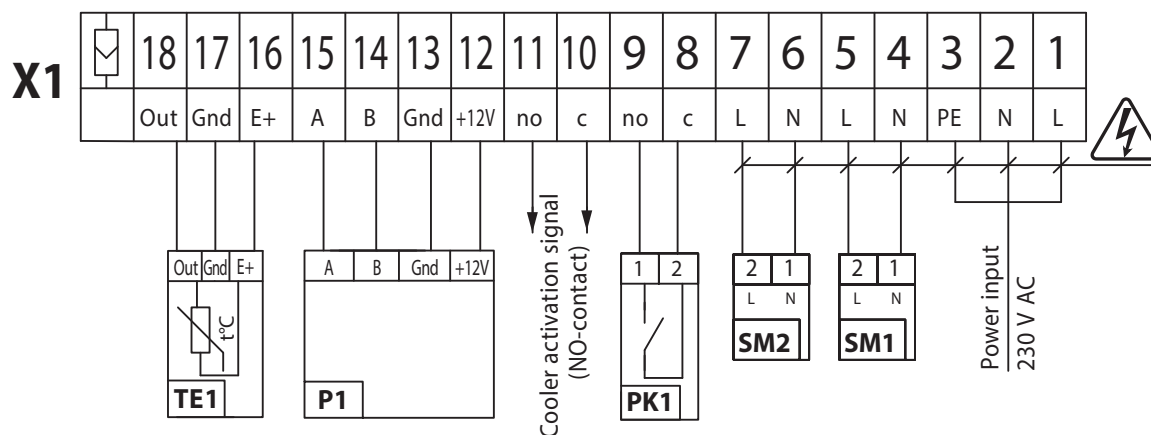 X1
18 17 16 15 14 13 12 11 10 9 8 7 6 5 4 3 2 1
Out Gnd E+ A B Gnd +12V no c no c L N L N PE N L
Out Gnd E+
t°C
TE1
A B Gnd +12V
P1
Cooler activation signal
(NO-contact)
1 2
PK1
2 1
L N
SM2
2 1
L N
SM1
Power input
230 V AC